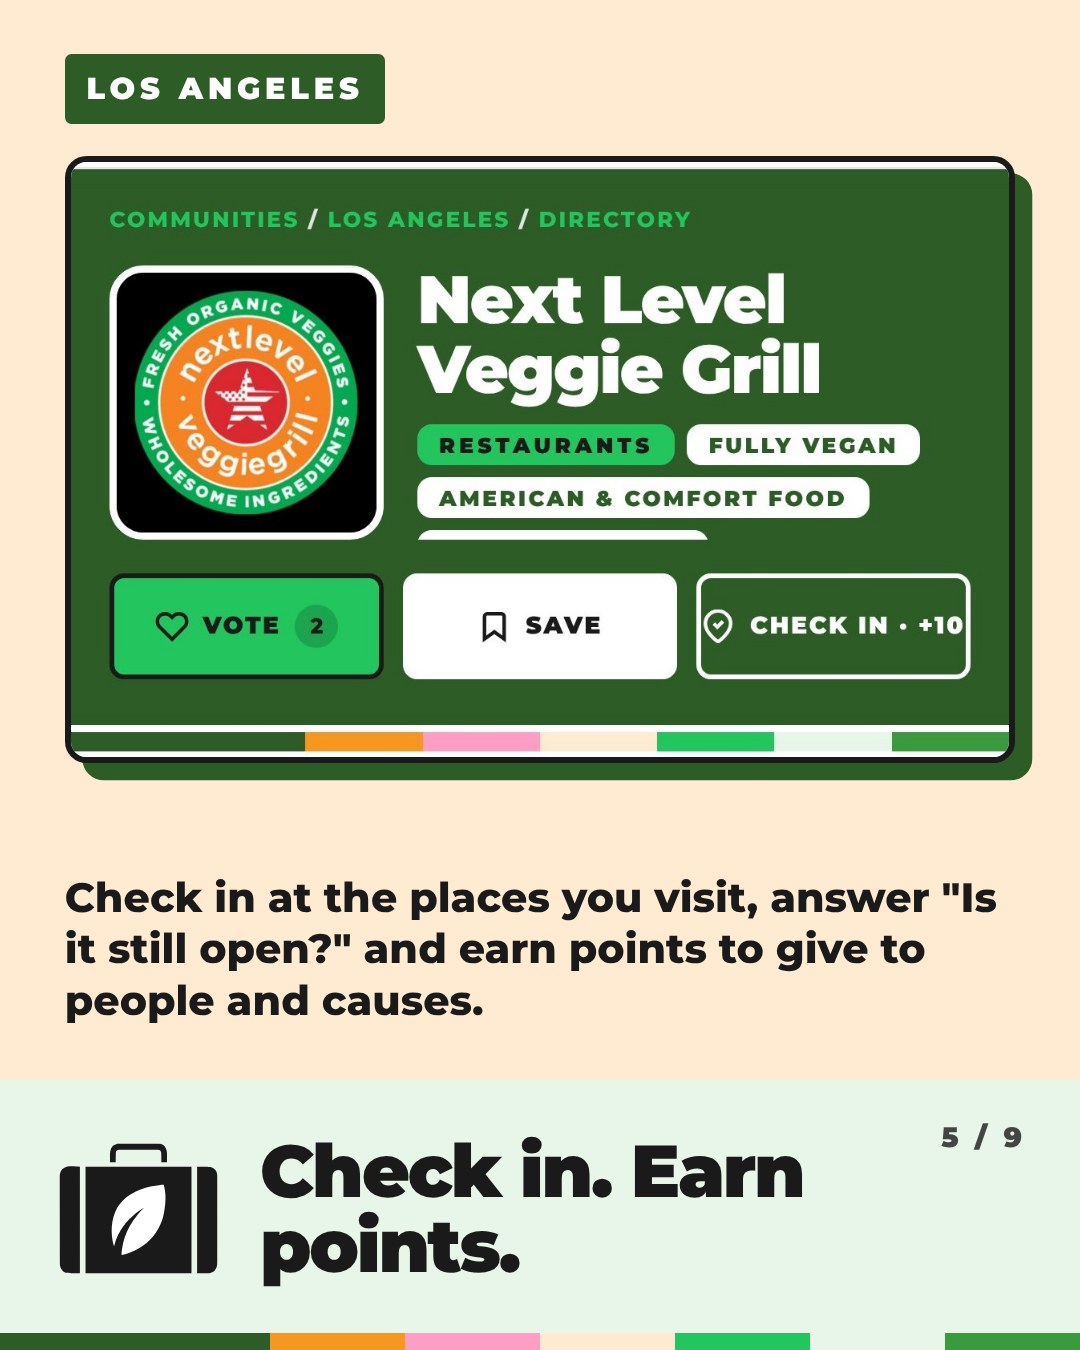 LOS ANGELES
COMMUNITIES / LOS ANGELES / DIRECTORY
• FRESH ORGANIC VEGGIES •
nextlevel
• veggiegrill •
WHOLESOME INGREDIENTS
Next Level
Veggie Grill
RESTAURANTS
FULLY VEGAN
AMERICAN & COMFORT FOOD
VOTE 2
SAVE
CHECK IN • +10
Check in at the places you visit, answer "Is
it still open?" and earn points to give to
people and causes.
5 / 9
Check in. Earn
points.